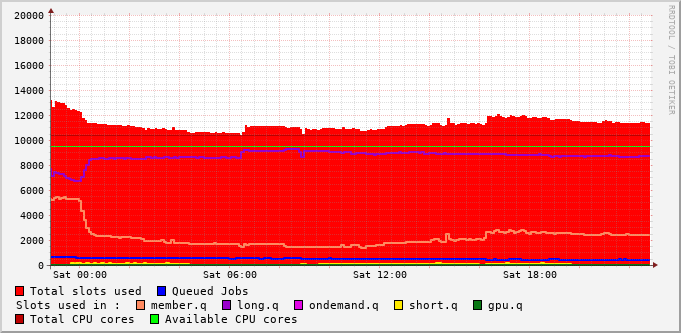 20000
18000
16000
14000
12000
10000
8000
6000
4000
2000
0
Sat 00:00 Sat 06:00 Sat 12:00 Sat 18:00
RRDTOOL / TOBI OETIKER
Total slots used Queued Jobs
Slots used in : member.q long.q ondemand.q short.q gpu.q
Total CPU cores Available CPU cores